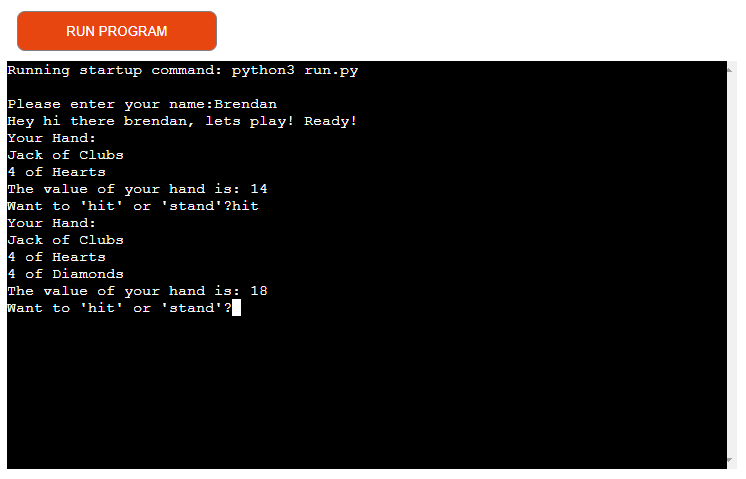 RUN PROGRAM
Running startup command: python3 run.py
Please enter your name:Brendan
Hey hi there brendan, lets play! Ready!
Your Hand:
Jack of Clubs
4 of Hearts
The value of your hand is: 14
Want to 'hit' or 'stand'?hit
Your Hand:
Jack of Clubs
4 of Hearts
4 of Diamonds
The value of your hand is: 18
Want to 'hit' or 'stand'?